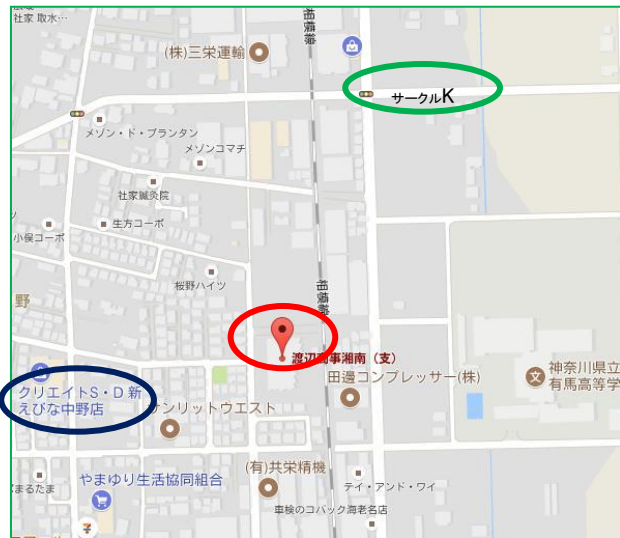 社家 取水…
相模線
(株)三栄運輸
サークルK
メゾン・ド・プランタン
メゾンコマチ
社家鍼灸院
生方コーポ
小俣コーポ
桜野ハイツ
相模線
野
渡辺商事湘南（支）
神奈川県立
有馬高等学
田邊コンプレッサー(株)
クリエイトS・D 新
えびな中野店
サンリットウエスト
(有)共栄精機
まるたま
やまゆり生活協同組合
テイ・アンド・ワイ
車検のコバック海老名店
7